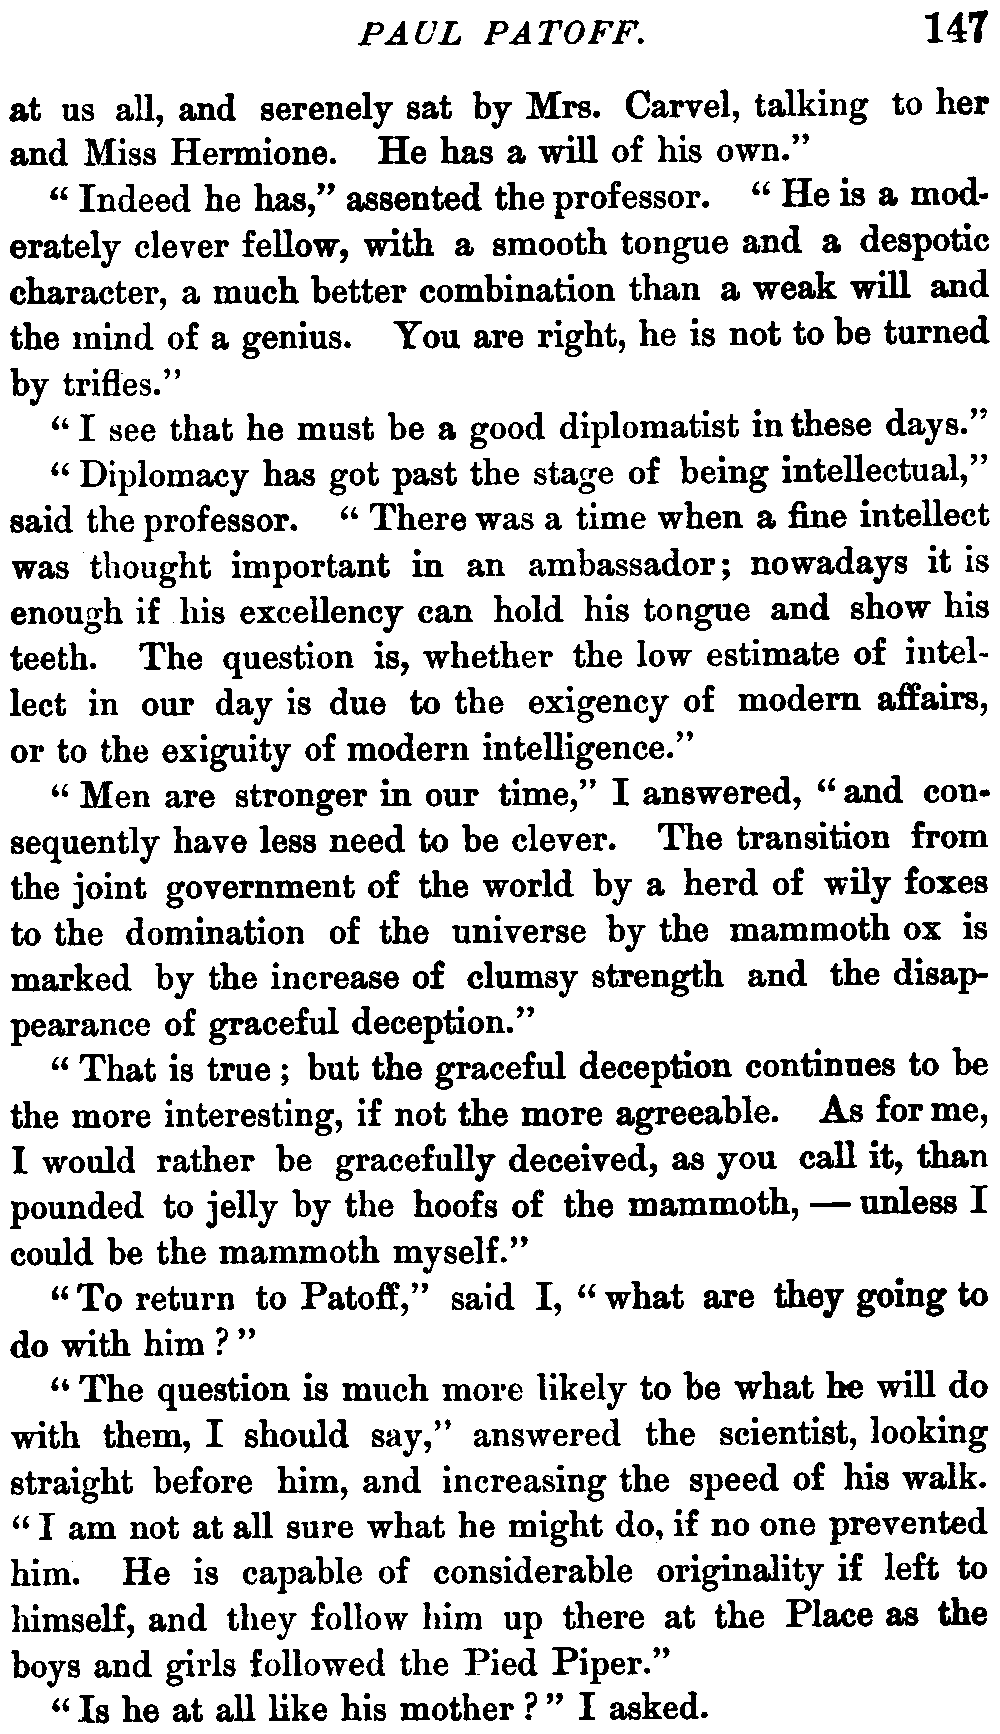 PAUL PATOFF. 147
at us all, and serenely sat by Mrs. Carvel, talking to her
and Miss Hermione. He has a will of his own."
"Indeed he has," assented the professor. "He is a mod-
erately clever fellow, with a smooth tongue and a despotic
character, a much better combination than a weak will and
the mind of a genius. You are right, he is not to be turned
by trifles."
"I see that he must be a good diplomatist in these days."
"Diplomacy has got past the stage of being intellectual,"
said the professor. "There was a time when a fine intellect
was thought important in an ambassador; nowadays it is
enough if his excellency can hold his tongue and show his
teeth. The question is, whether the low estimate of intel-
lect in our day is due to the exigency of modern affairs,
or to the exiguity of modern intelligence."
"Men are stronger in our time," I answered, "and con-
sequently have less need to be clever. The transition from
the joint government of the world by a herd of wily foxes
to the domination of the universe by the mammoth ox is
marked by the increase of clumsy strength and the disap-
pearance of graceful deception."
"That is true; but the graceful deception continues to be
the more interesting, if not the more agreeable. As for me,
I would rather be gracefully deceived, as you call it, than
pounded to jelly by the hoofs of the mammoth, — unless I
could be the mammoth myself."
"To return to Patoff," said I, "what are they going to
do with him?"
"The question is much more likely to be what he will do
with them, I should say," answered the scientist, looking
straight before him, and increasing the speed of his walk.
"I am not at all sure what he might do, if no one prevented
him. He is capable of considerable originality if left to
himself, and they follow him up there at the Place as the
boys and girls followed the Pied Piper."
"Is he at all like his mother?" I asked.